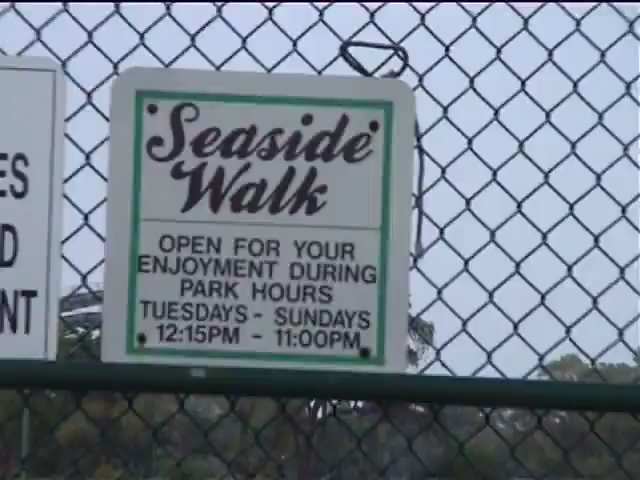 Seaside
Walk
OPEN FOR YOUR
ENJOYMENT DURING
PARK HOURS
TUESDAYS - SUNDAYS
12:15PM - 11:00PM
ES
D
NT